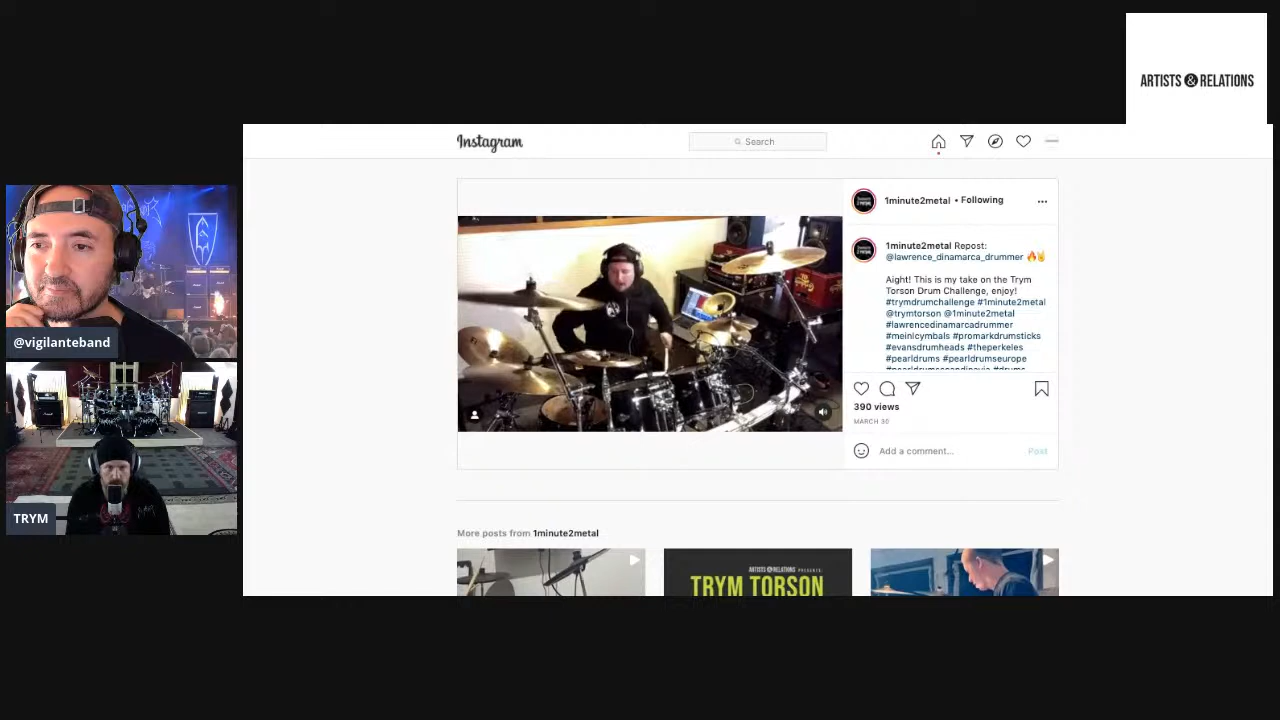 ARTISTS & RELATIONS
Instagram
Search
1minute2metal • Following
1minute2metal Repost:
@lawrence_dinamarca_drummer 🔥🤘
Aight! This is my take on the Trym
Torson Drum Challenge, enjoy!
#trymdrumchallenge #1minute2metal
@trymtorson @1minute2metal
#lawrencedinamarcadrummer
#meinlcymbals #promarkdrumsticks
#evansdrumheads #theperkeles
#pearldrums #pearldrumseurope
#pearldrumscandinavia #drums
390 views
MARCH 30
Add a comment...
Post
More posts from 1minute2metal
ARTISTS & RELATIONS PRESENTS:
TRYM TORSON
@vigilanteband
TRYM